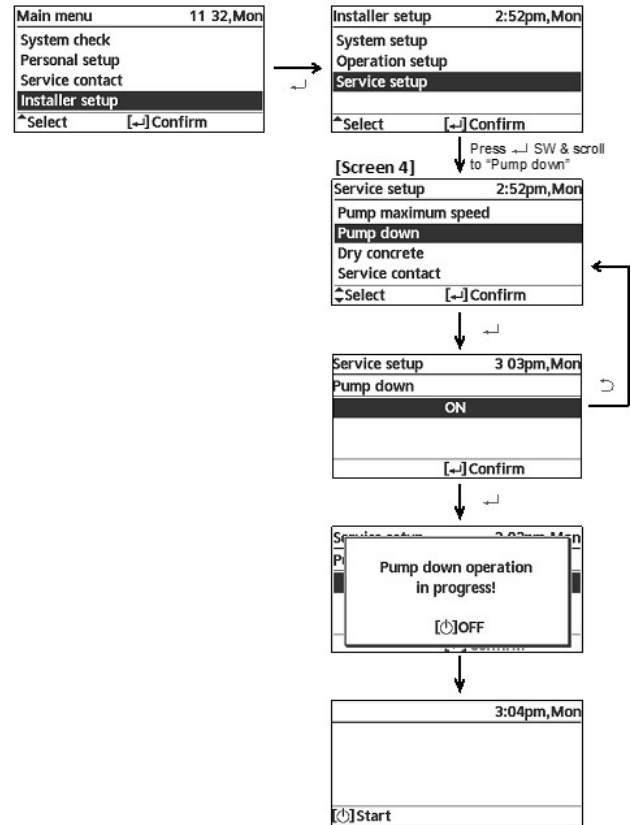 Main menu 11 32,Mon
System check
Personal setup
Service contact
Installer setup
Select [↵]Confirm
Installer setup 2:52pm,Mon
System setup
Operation setup
Service setup
Select [↵]Confirm
Press ↵ SW & scroll
to "Pump down"
[Screen 4]
Service setup 2:52pm,Mon
Pump maximum speed
Pump down
Dry concrete
Service contact
Select [↵]Confirm
Service setup 3 03pm,Mon
Pump down
ON
[↵]Confirm
Pump down operation
in progress!
[⏻]OFF
3:04pm,Mon
[⏻]Start